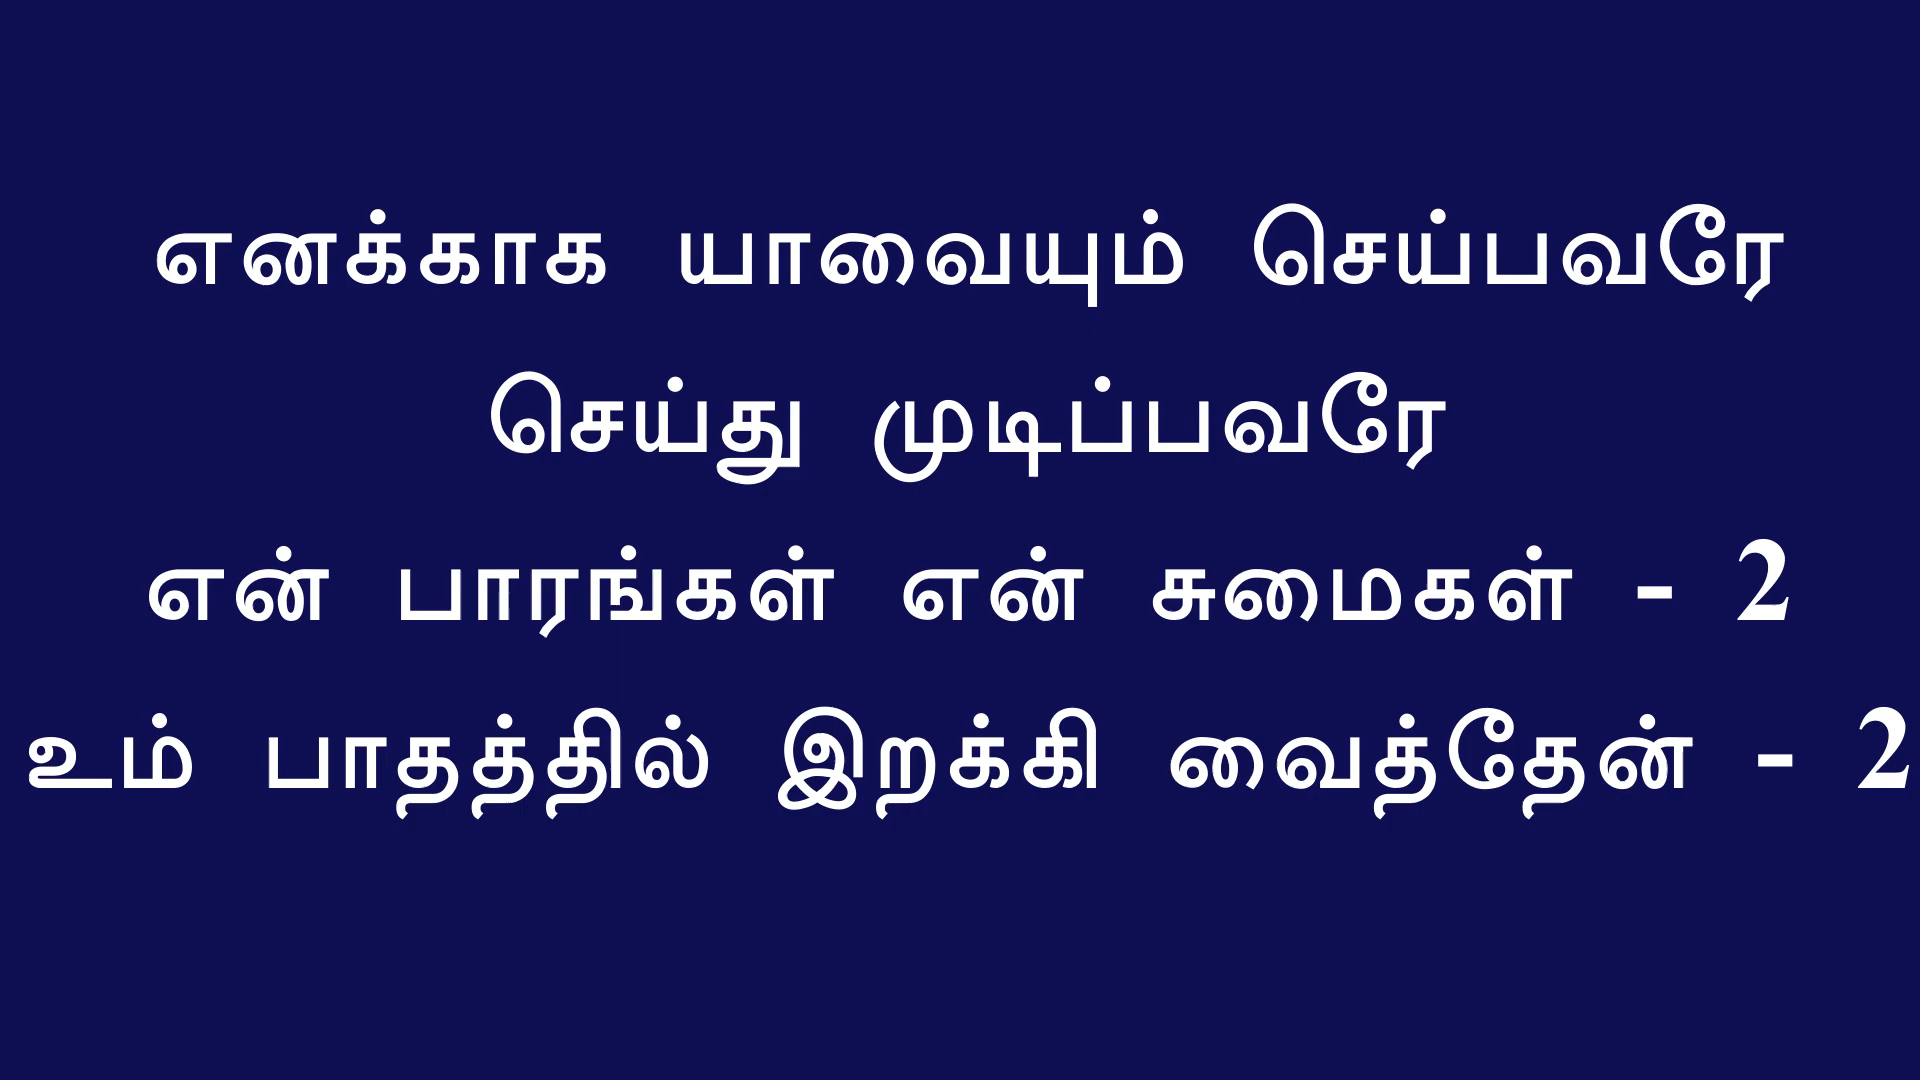 எனக்காக யாவையும் செய்பவரே
செய்து முடிப்பவரே
என் பாரங்கள் என் சுமைகள் - 2
உம் பாதத்தில் இறக்கி வைத்தேன் - 2